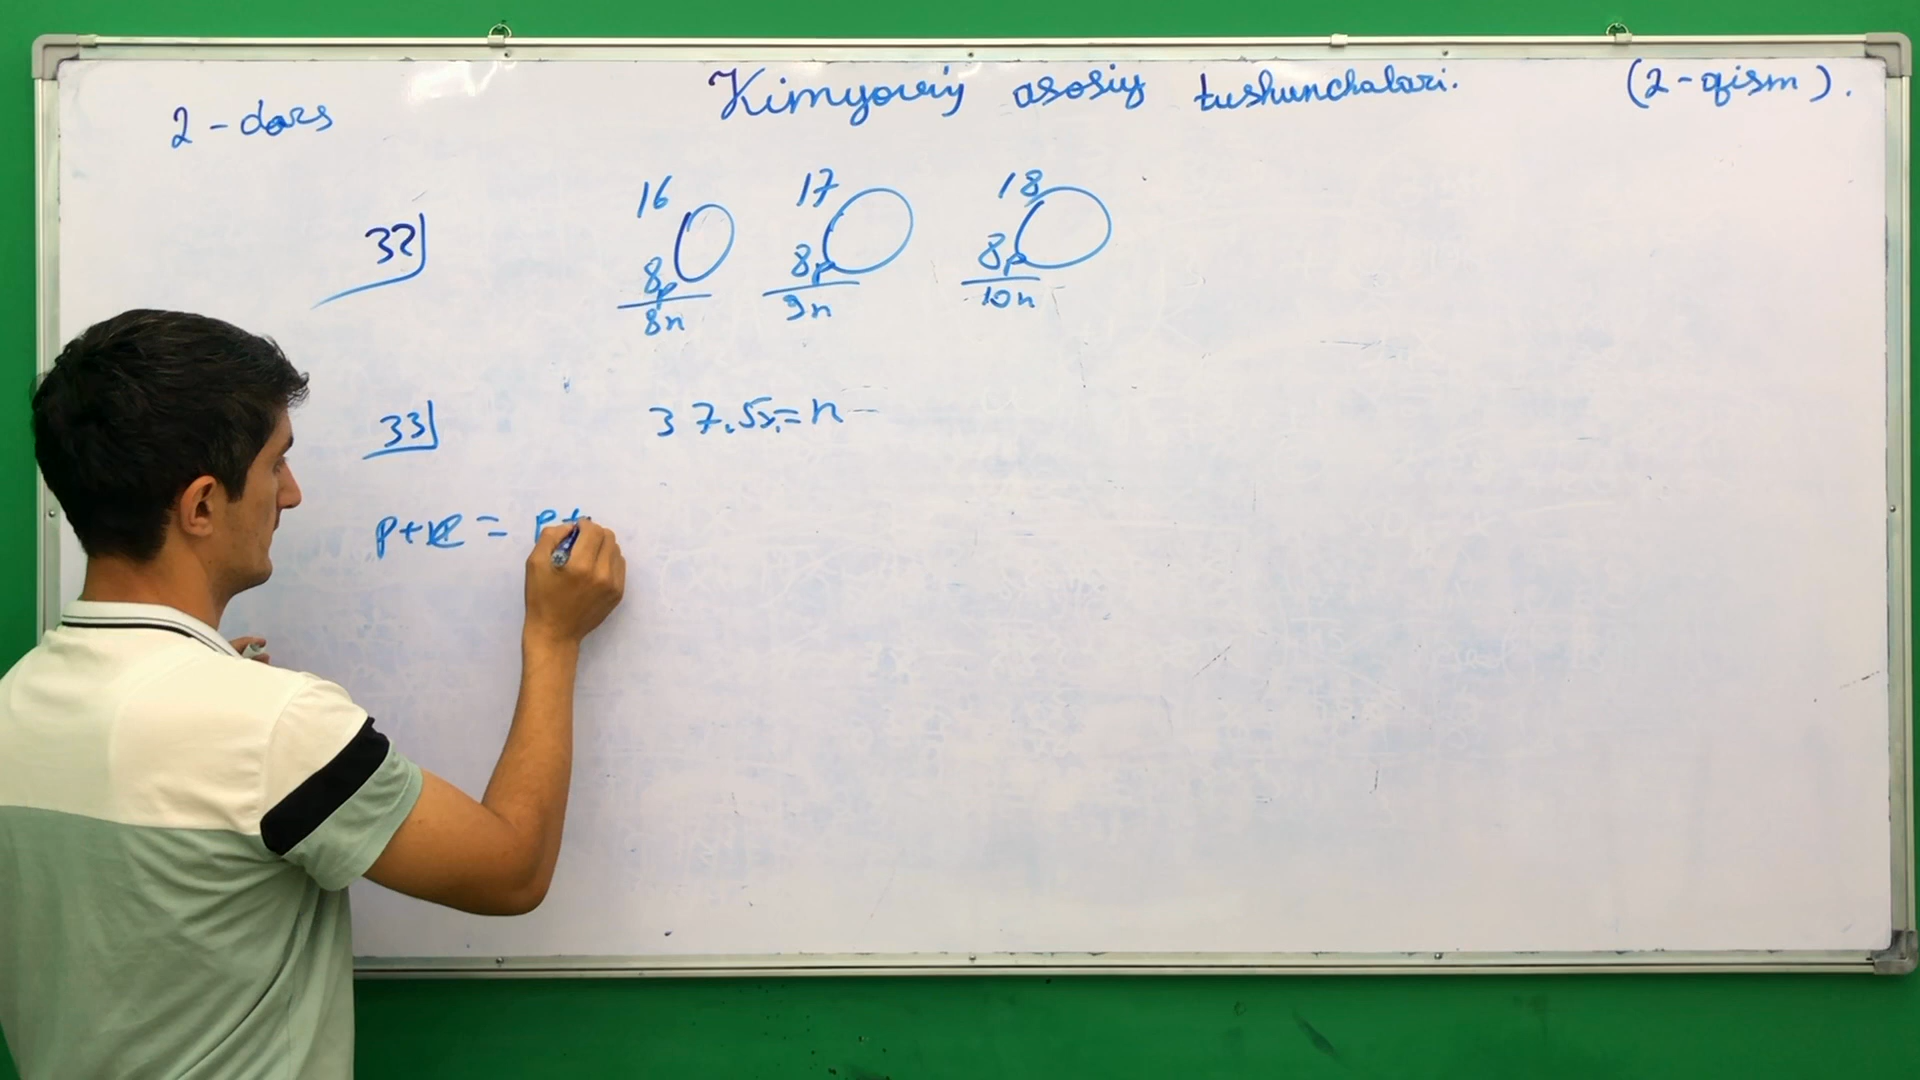 2-dars Kimyoviy asosiy tushunchalari. (2-qism).
32) 16 O 17 O 18 O
8p 8p 8p
8n 9n 10n
33) 37.5%=n
p+e = p+